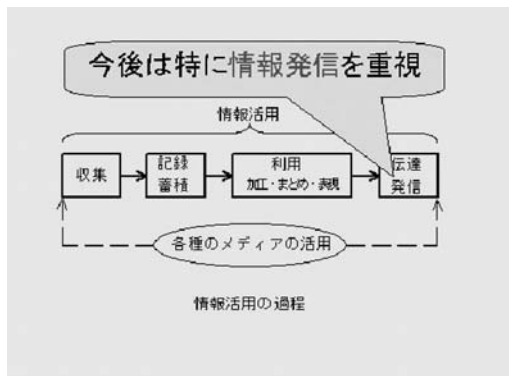 今後は特に情報発信を重視
情報活用
収集
記録
蓄積
利用
加工・まとめ・表現
伝達
発信
各種のメディアの活用
情報活用の過程